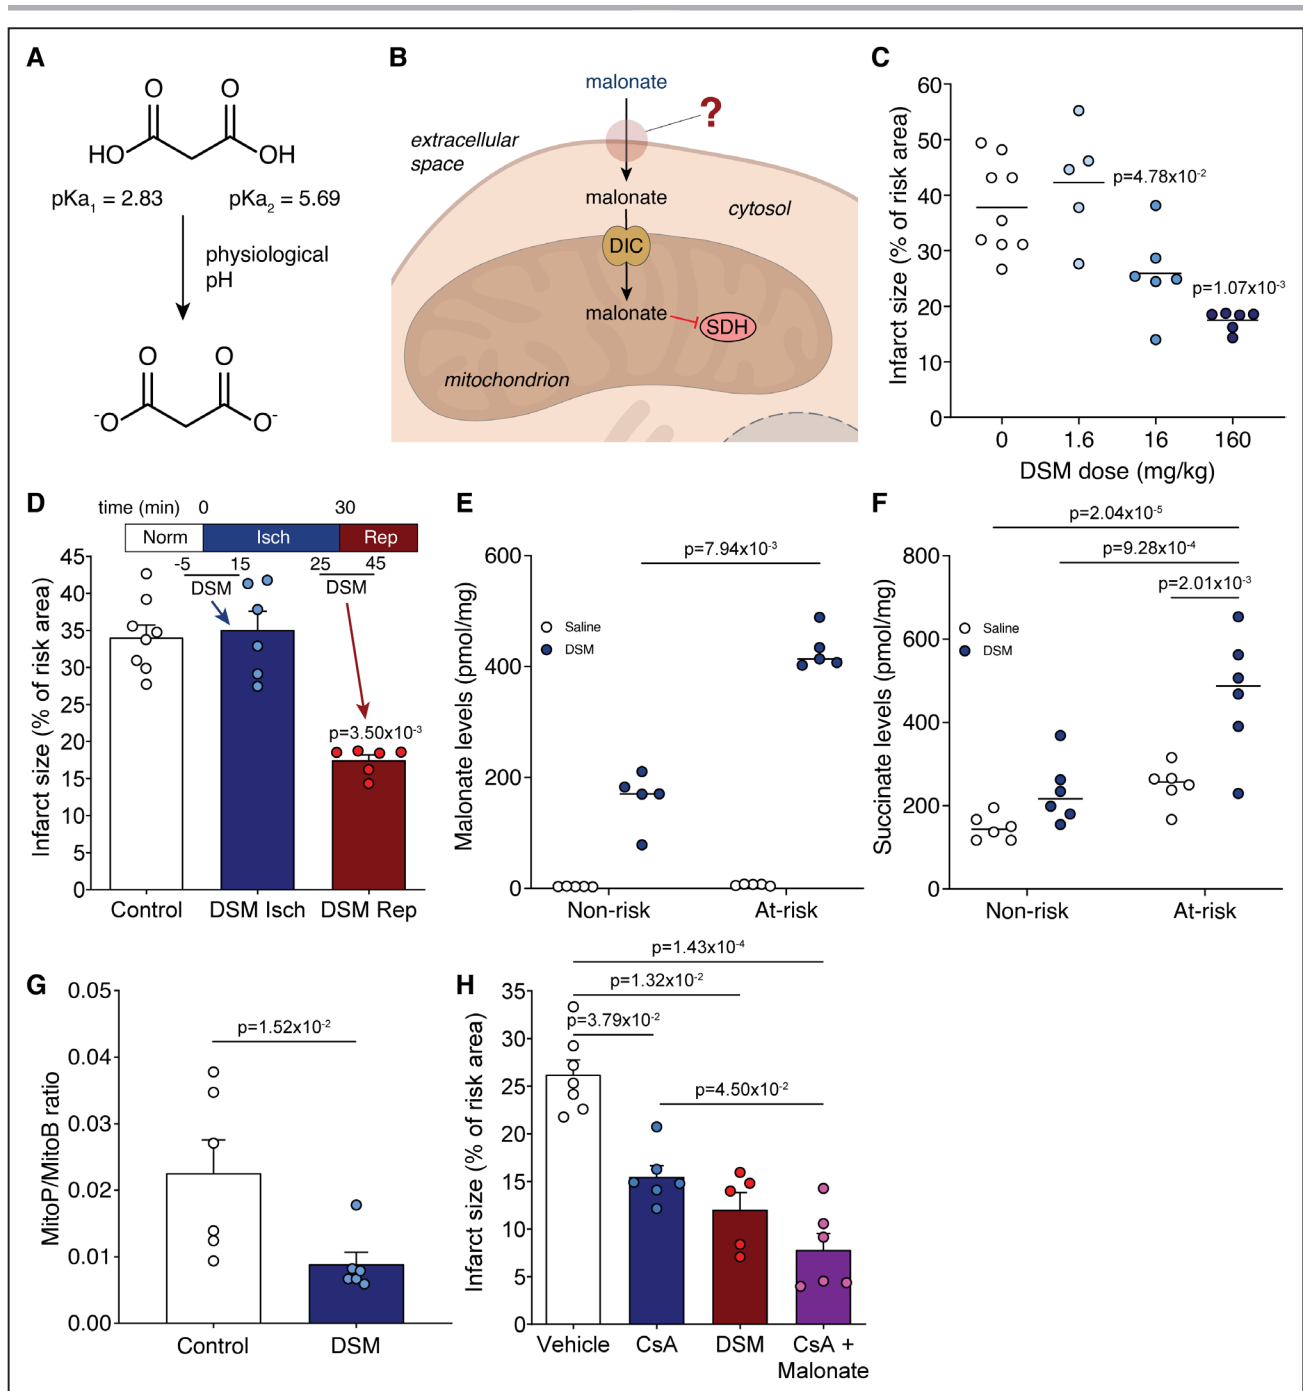 A
O O
HO OH
pKa1 = 2.83 pKa2 = 5.69
physiological
pH
O O
-O O-
B
malonate
?
extracellular
space
malonate
cytosol
DIC
malonate
SDH
mitochondrion
C
Infarct size (% of risk area)
60
50
40
30
20
10
0
p=4.78x10-2
p=1.07x10-3
0 1.6 16 160
DSM dose (mg/kg)
D
time (min) 0 30
Norm Isch Rep
-5 15 25 45
DSM DSM
Infarct size (% of risk area)
45
40
35
30
25
20
15
10
5
0
p=3.50x10-3
Control DSM Isch DSM Rep
E
Malonate levels (pmol/mg)
600
400
200
0
p=7.94x10-3
Saline
DSM
Non-risk At-risk
F
Succinate levels (pmol/mg)
800
600
400
200
0
p=2.04x10-5
p=9.28x10-4
p=2.01x10-3
Saline
DSM
Non-risk At-risk
G
MitoP/MitoB ratio
0.05
0.04
0.03
0.02
0.01
0.00
p=1.52x10-2
Control DSM
H
Infarct size (% of risk area)
35
30
25
20
15
10
5
0
p=1.43x10-4
p=1.32x10-2
p=3.79x10-2
p=4.50x10-2
Vehicle CsA DSM CsA +
Malonate